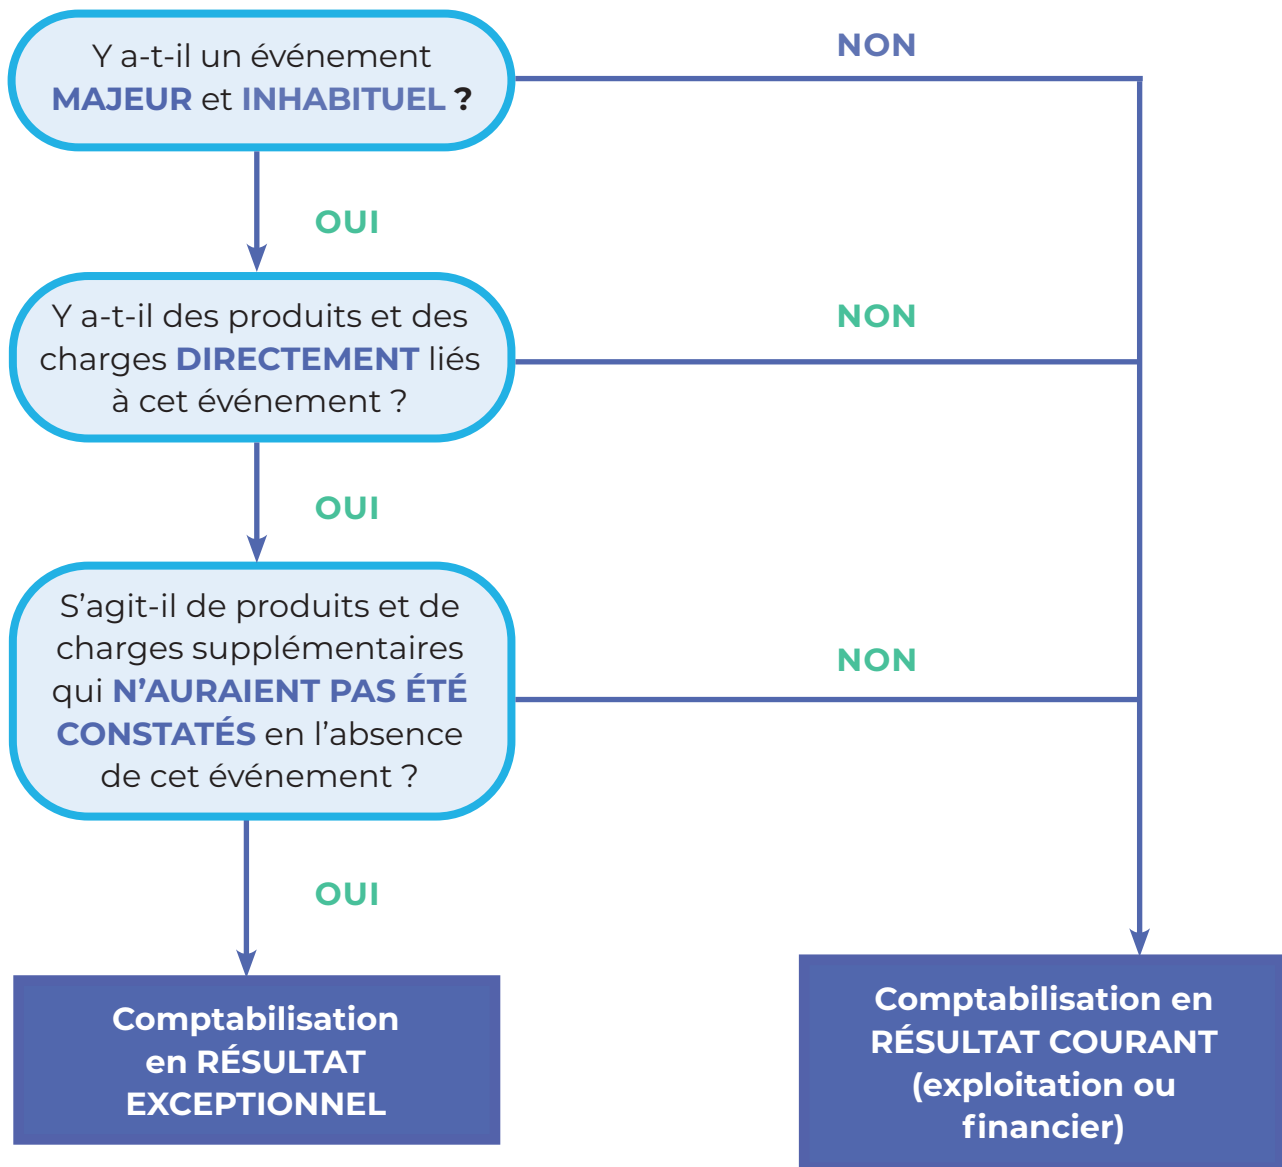 Y a-t-il un événement
MAJEUR et INHABITUEL ?
NON
OUI
Y a-t-il des produits et des
charges DIRECTEMENT liés
à cet événement ?
NON
OUI
S’agit-il de produits et de
charges supplémentaires
qui N’AURAIENT PAS ÉTÉ
CONSTATÉS en l’absence
de cet événement ?
NON
OUI
Comptabilisation
en RÉSULTAT
EXCEPTIONNEL
Comptabilisation en
RÉSULTAT COURANT
(exploitation ou
financier)